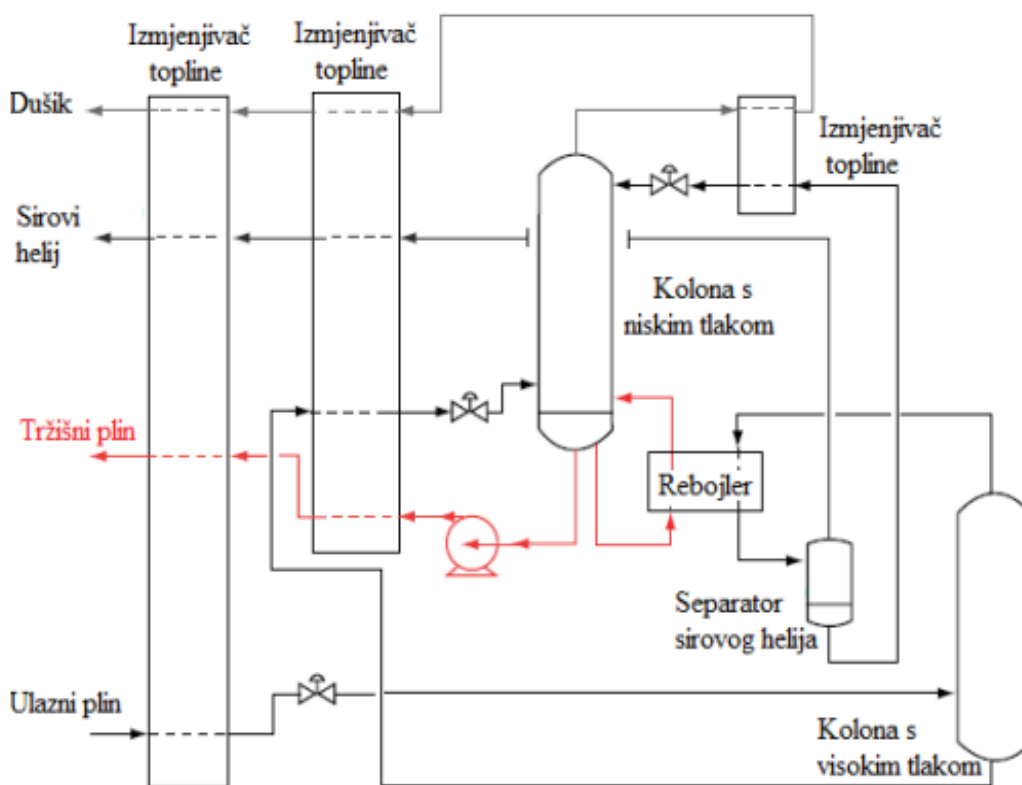 Izmjenjivač
topline
Izmjenjivač
topline
Dušik
Izmjenjivač
topline
Sirovi
helij
Kolona s
niskim tlakom
Tržišni plin
Rebojler
Separator
sirovog helija
Ulazni plin
Kolona s
visokim tlakom